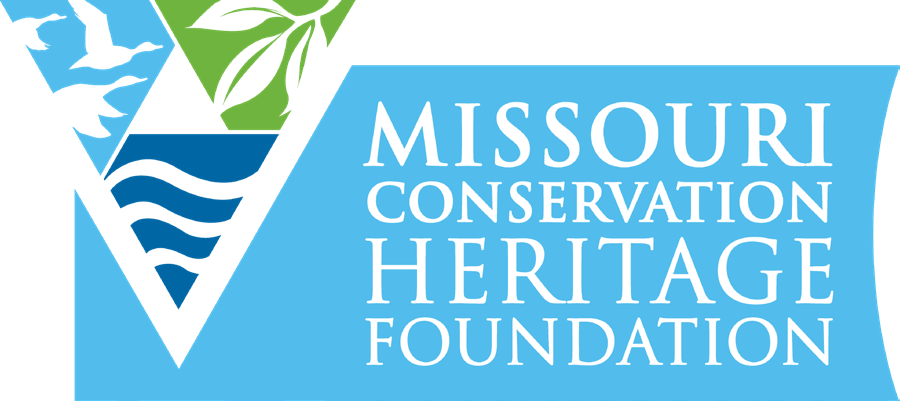 MISSOURI
CONSERVATION
HERITAGE
FOUNDATION